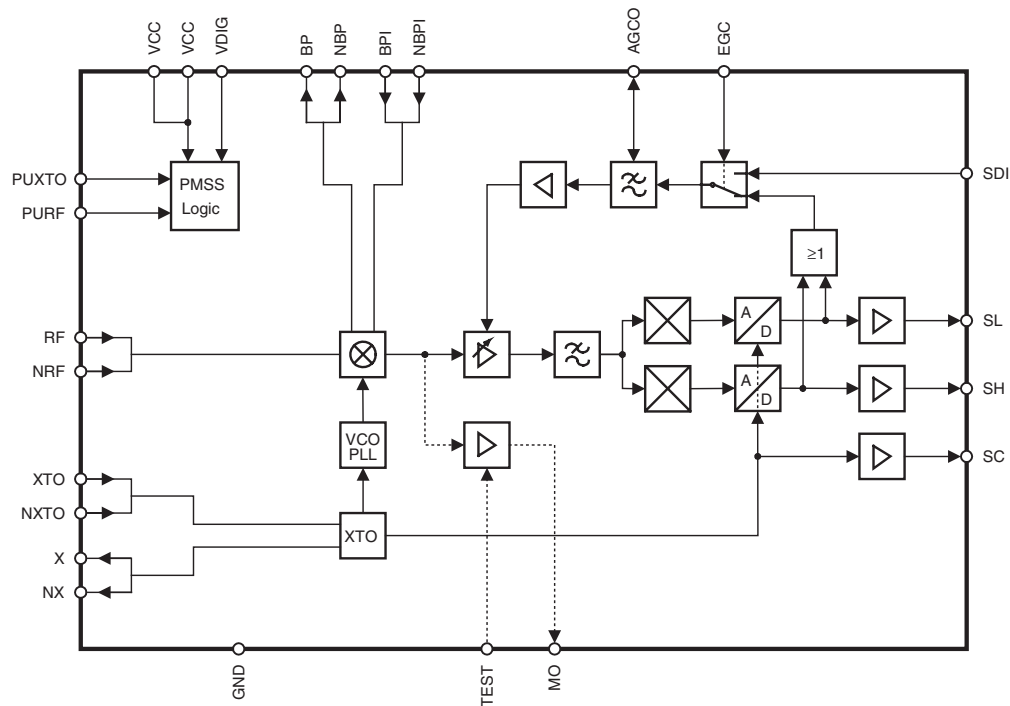 VCC
VCC
VDIG
BP
NBP
BPI
NBPI
AGCO
EGC
PUXTO
PURF
PMSS
Logic
SDI
≥1
RF
NRF
A
D
SL
A
D
SH
VCO
PLL
SC
XTO
NXTO
XTO
X
NX
GND
TEST
MO